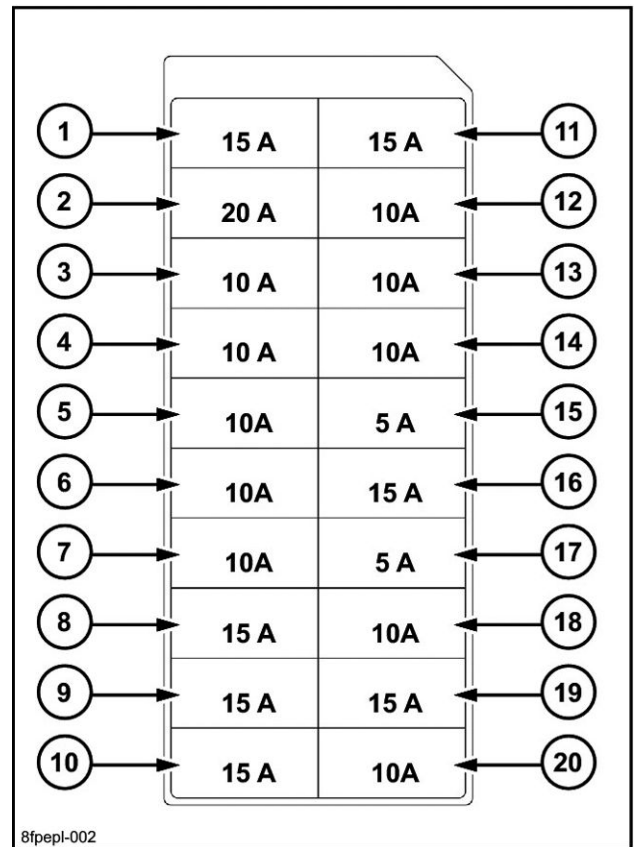 1 15 A 15 A 11
2 20 A 10A 12
3 10 A 10A 13
4 10 A 10A 14
5 10A 5 A 15
6 10A 15 A 16
7 10A 5 A 17
8 15 A 10A 18
9 15 A 15 A 19
10 15 A 10A 20
8fpepl-002